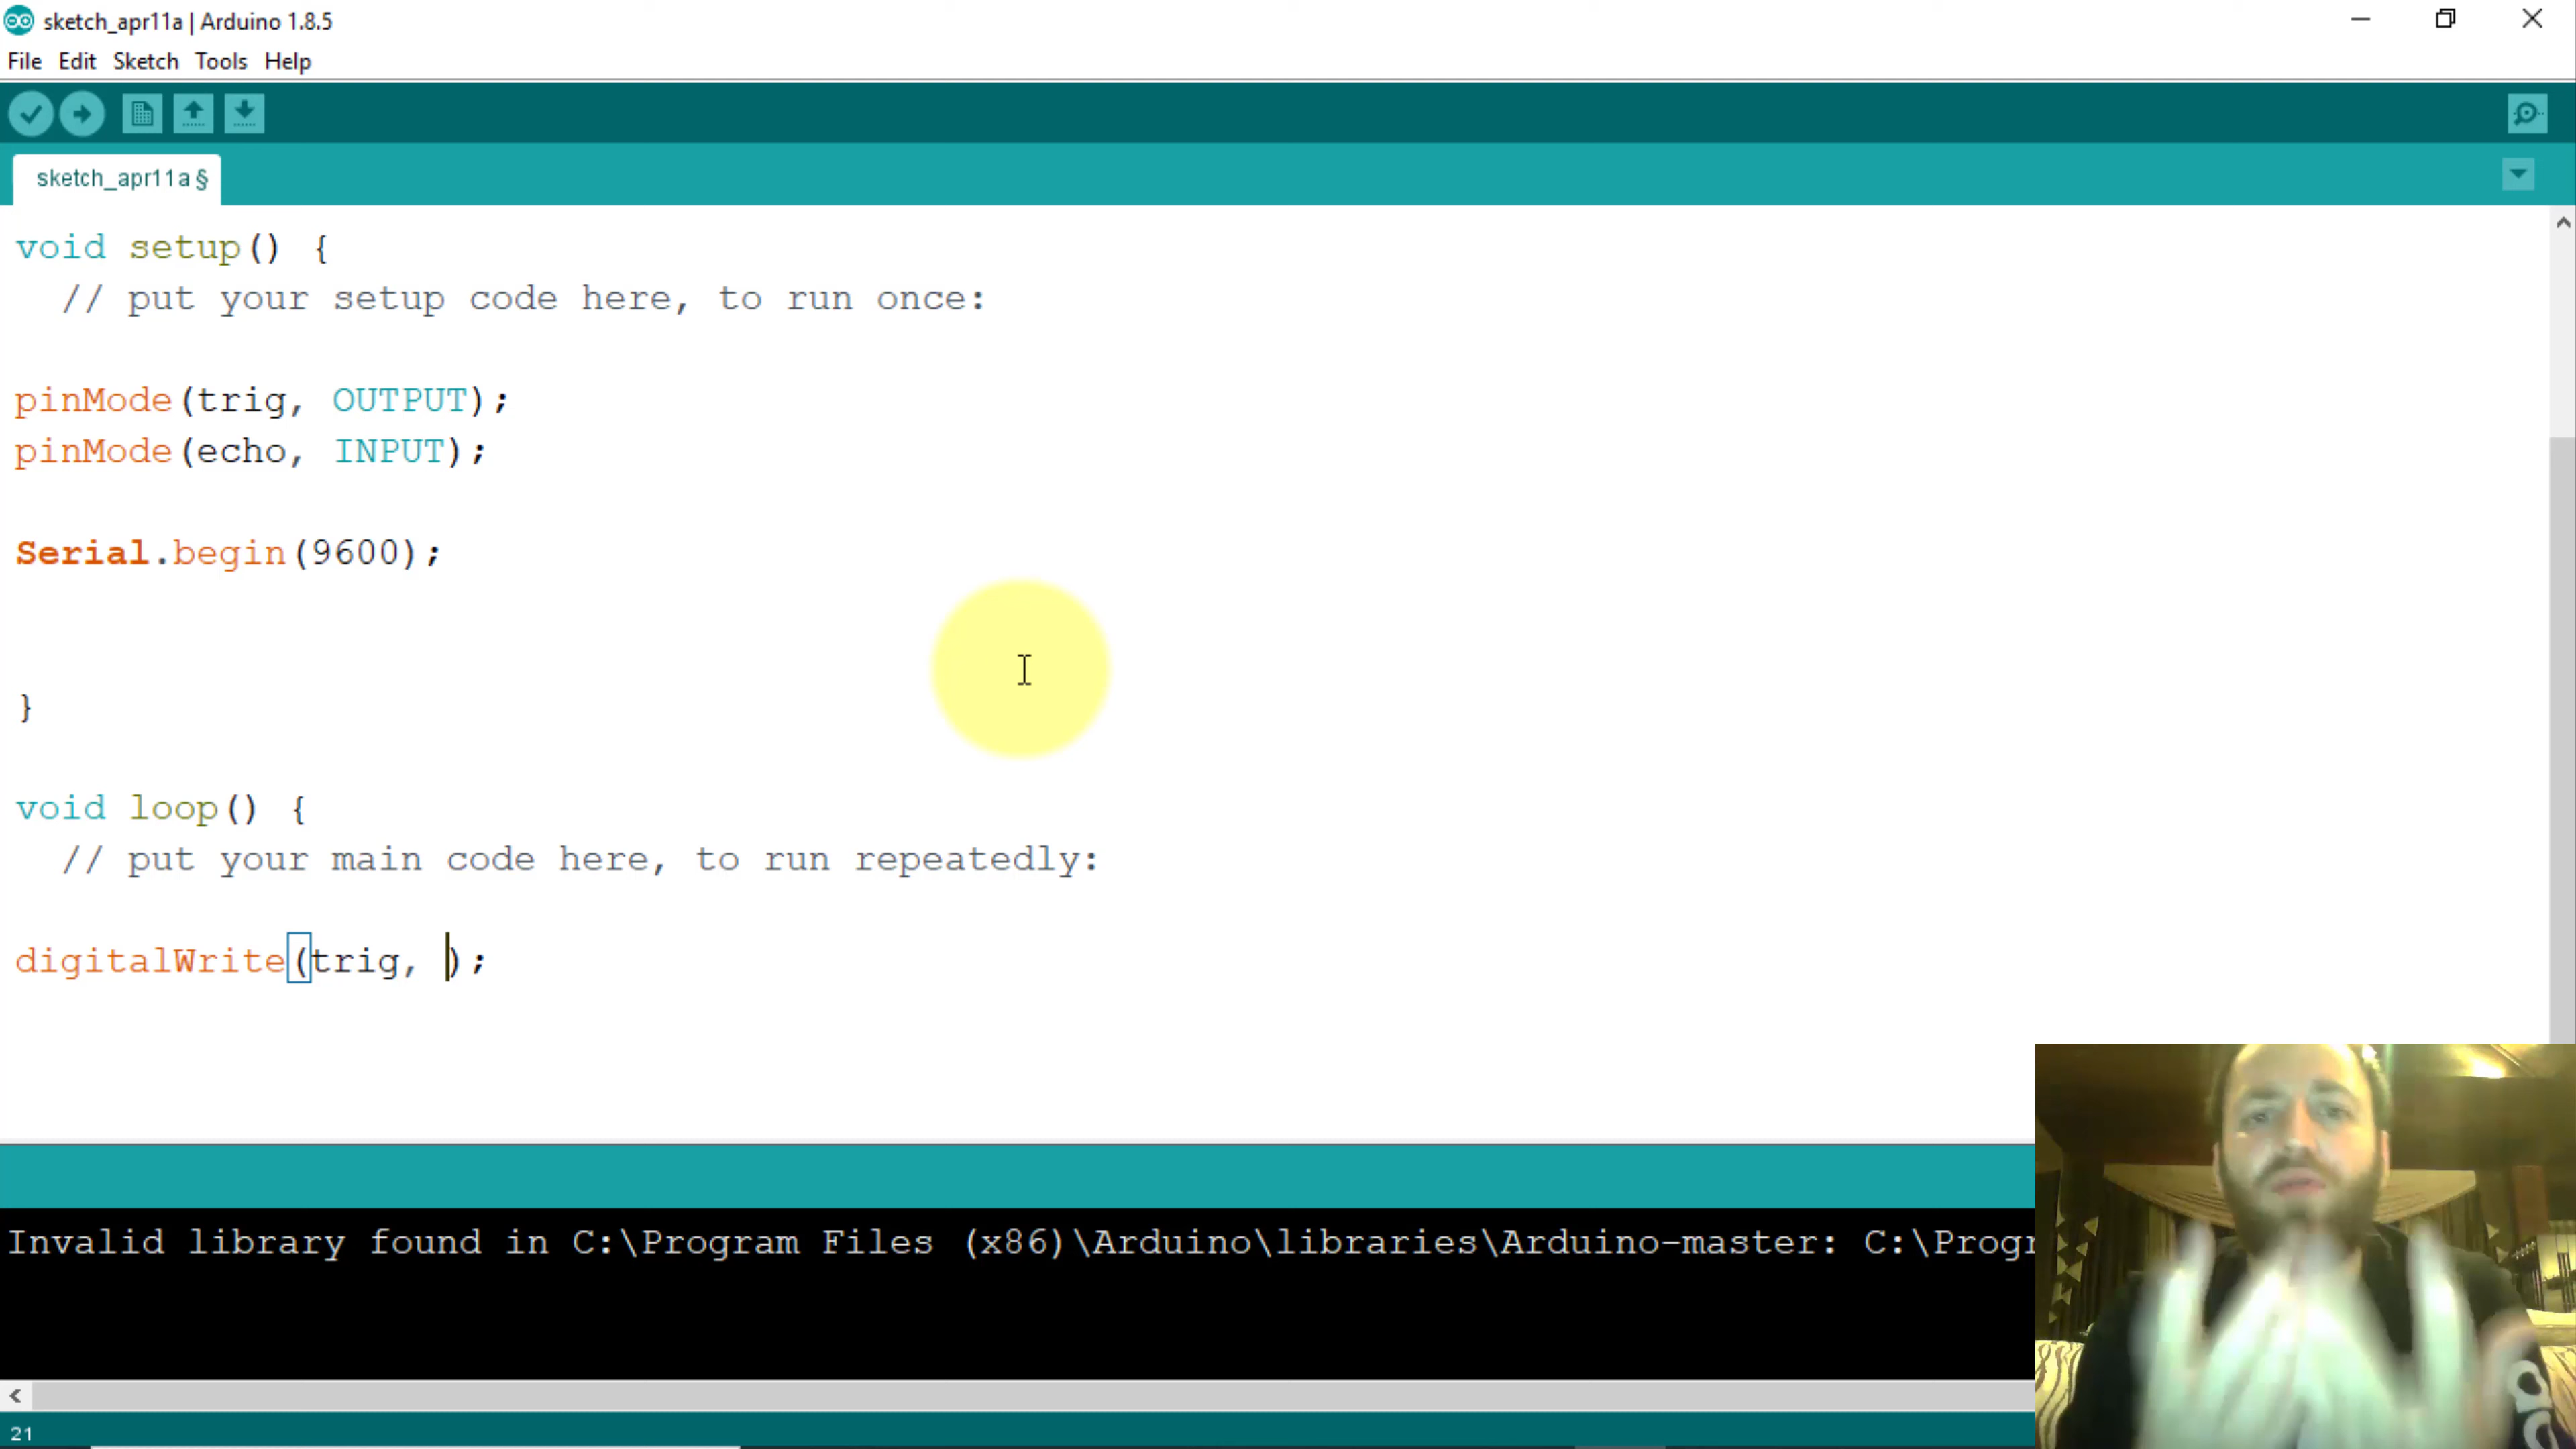 sketch_apr11a | Arduino 1.8.5
File Edit Sketch Tools Help
sketch_apr11a §
void setup() {
// put your setup code here, to run once:
pinMode(trig, OUTPUT);
pinMode(echo, INPUT);
Serial.begin(9600);
}
void loop() {
// put your main code here, to run repeatedly:
digitalWrite(trig, );
Invalid library found in C:\Program Files (x86)\Arduino\libraries\Arduino-master: C:\Progr
21